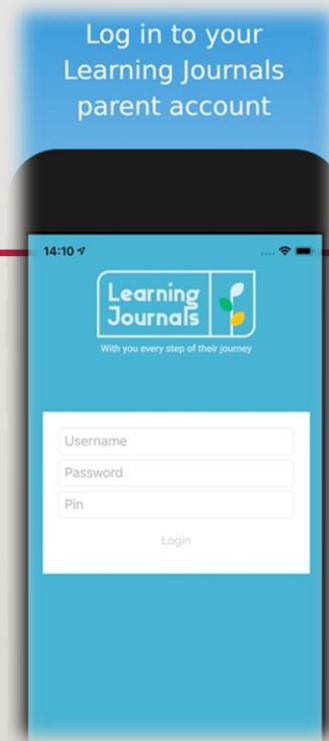 Log in to your
Learning Journals
parent account
14:10
Learning
Journals
With you every step of their journey
Username
Password
Pin
Login